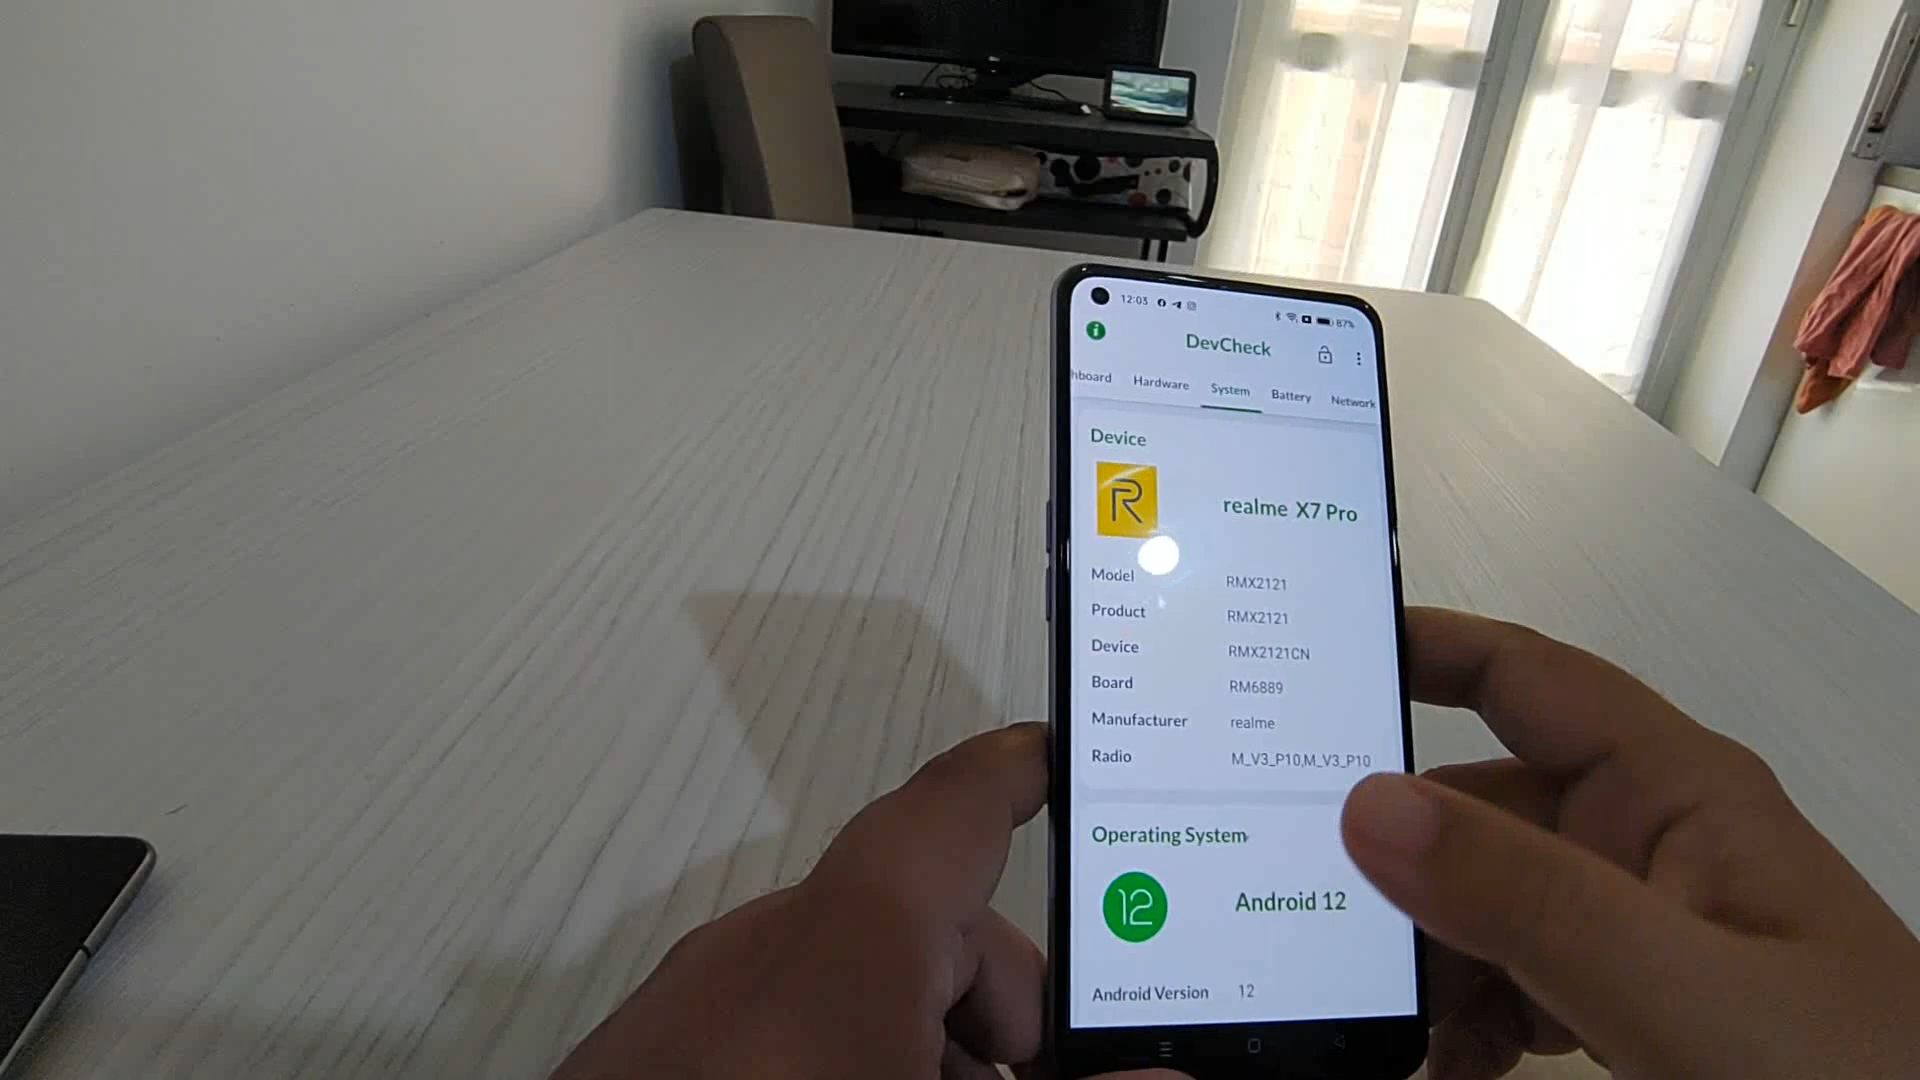 12:03
87%
DevCheck
hboard Hardware System Battery Network
Device
realme X7 Pro
Model RMX2121
Product RMX2121
Device RMX2121CN
Board RM6889
Manufacturer realme
Radio M_V3_P10,M_V3_P10
Operating System
12
Android 12
Android Version 12